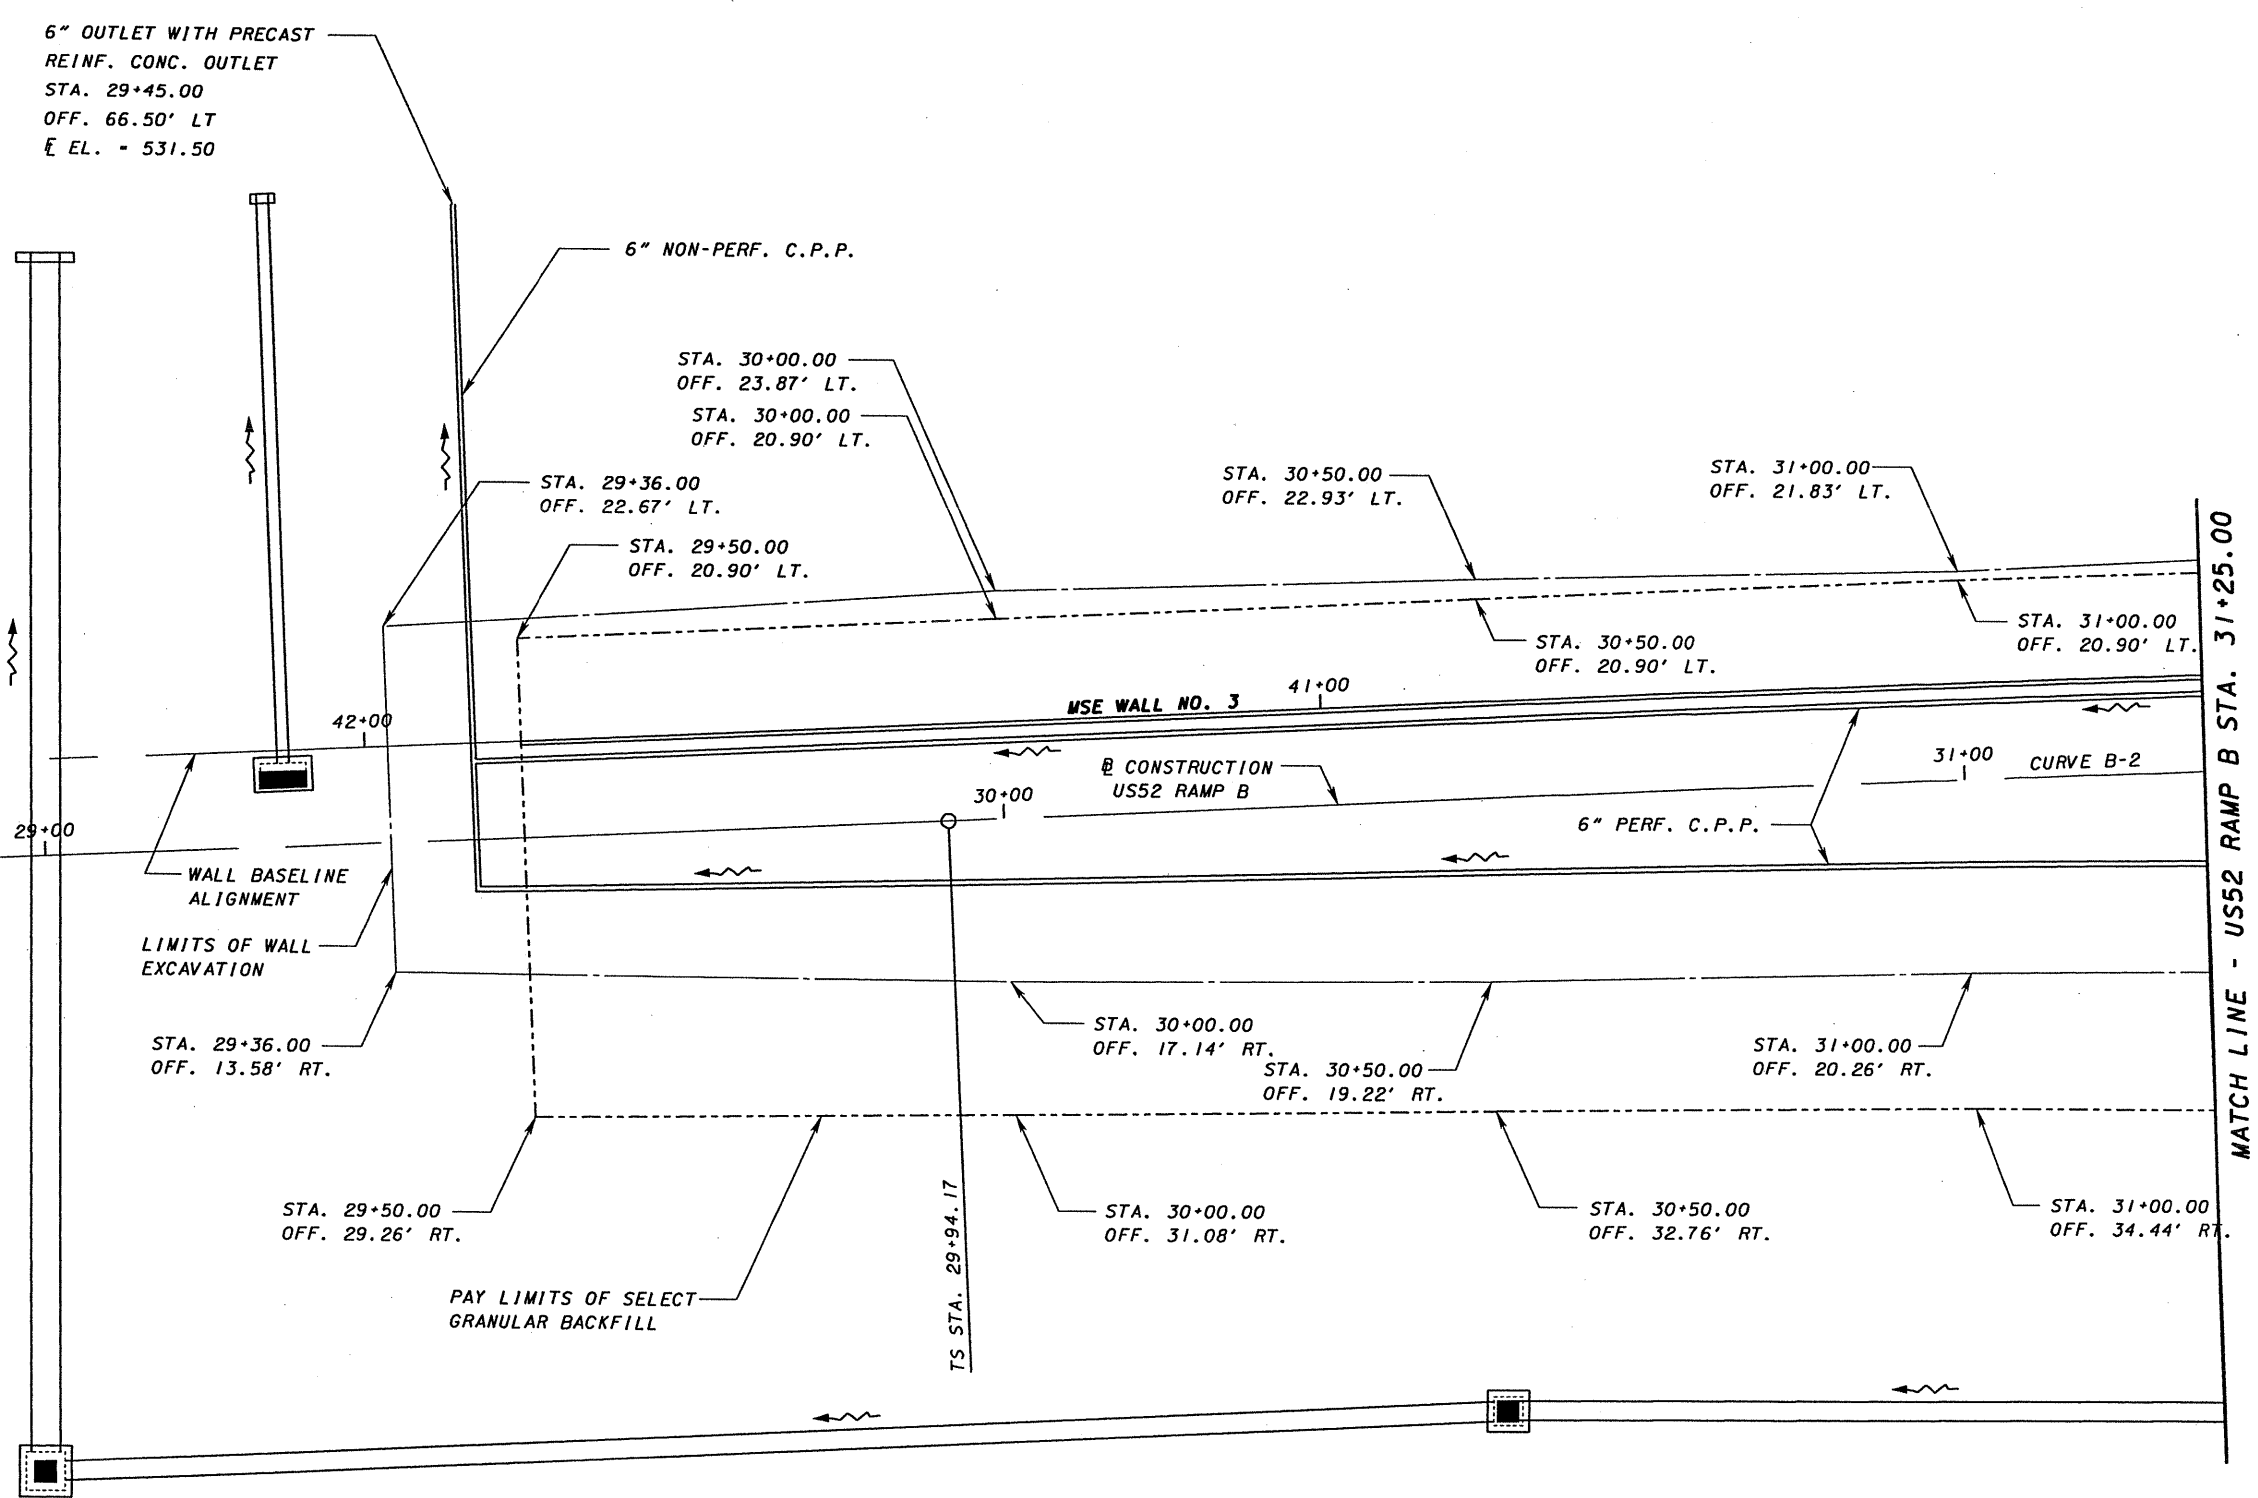 6" OUTLET WITH PRECAST
REINF. CONC. OUTLET
STA. 29+45.00
OFF. 66.50' LT
℄ EL. = 531.50
6" NON-PERF. C.P.P.
STA. 30+00.00
OFF. 23.87' LT.
STA. 30+00.00
OFF. 20.90' LT.
STA. 29+36.00
OFF. 22.67' LT.
STA. 29+50.00
OFF. 20.90' LT.
STA. 30+50.00
OFF. 22.93' LT.
STA. 31+00.00
OFF. 21.83' LT.
STA. 30+50.00
OFF. 20.90' LT.
STA. 31+00.00
OFF. 20.90' LT.
MATCH LINE - US52 RAMP B STA. 31+25.00
42+00
MSE WALL NO. 3
41+00
29+00
30+00
℄ CONSTRUCTION
US52 RAMP B
31+00
CURVE B-2
6" PERF. C.P.P.
WALL BASELINE
ALIGNMENT
LIMITS OF WALL
EXCAVATION
STA. 29+36.00
OFF. 13.58' RT.
STA. 30+00.00
OFF. 17.14' RT.
STA. 30+50.00
OFF. 19.22' RT.
STA. 31+00.00
OFF. 20.26' RT.
STA. 29+50.00
OFF. 29.26' RT.
PAY LIMITS OF SELECT
GRANULAR BACKFILL
TS STA. 29+94.17
STA. 30+00.00
OFF. 31.08' RT.
STA. 30+50.00
OFF. 32.76' RT.
STA. 31+00.00
OFF. 34.44' RT.